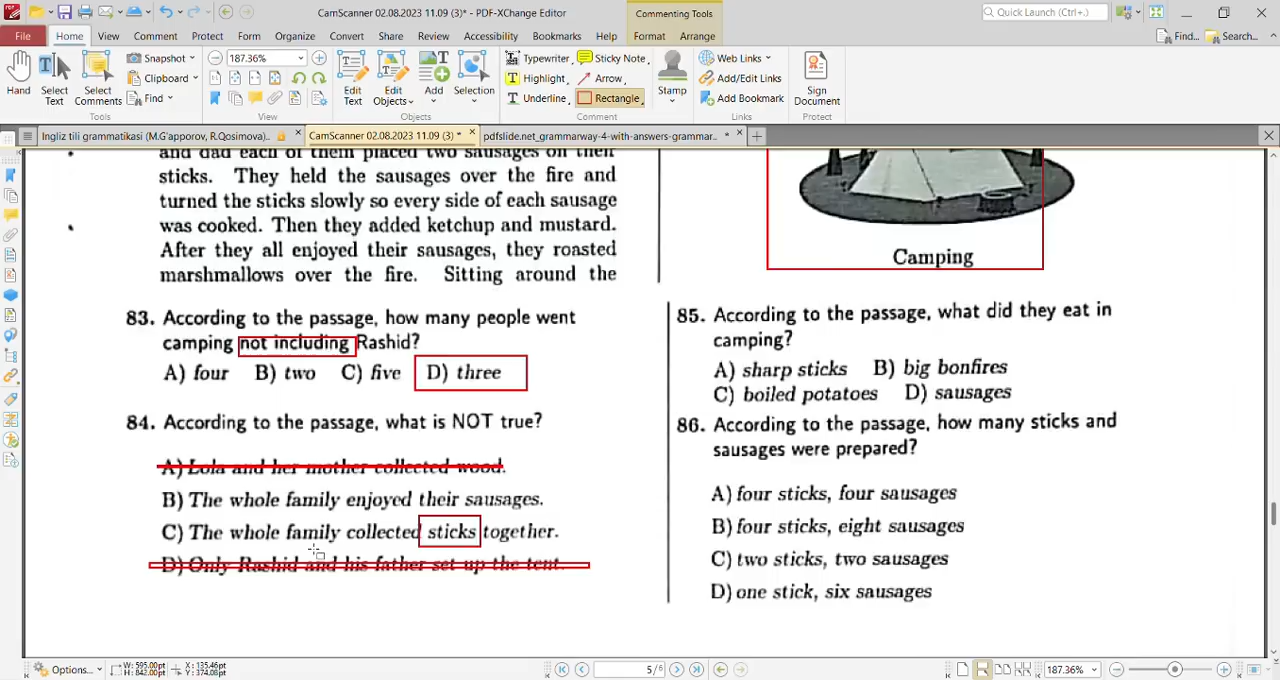 CamScanner 02.08.2023 11.09 (3)* - PDF-XChange Editor
Commenting Tools
Quick Launch (Ctrl+.)
File
Home
View
Comment
Protect
Form
Organize
Convert
Share
Review
Accessibility
Bookmarks
Help
Format
Arrange
Find...
Search...
Hand
Select Text
Snapshot
Clipboard
Find
Tools
187.36%
View
Edit Text
Edit Objects
Add
Selection
Objects
Typewriter
Highlight
Underline
Sticky Note
Arrow
Rectangle
Stamp
Comment
Web Links
Add/Edit Links
Add Bookmark
Links
Sign Document
Protect
Select Comments
Ingliz tili grammatikasi (M.G'apporov, R.Qosimova)..
CamScanner 02.08.2023 11.09 (3) *
pdfslide.net_grammarway-4-with-answers-grammar... *
and dad each of them placed two sausages on their
sticks. They held the sausages over the fire and
turned the sticks slowly so every side of each sausage
was cooked. Then they added ketchup and mustard.
After they all enjoyed their sausages, they roasted
marshmallows over the fire. Sitting around the
83. According to the passage, how many people went
camping not including Rashid?
A) four B) two C) five D) three
84. According to the passage, what is NOT true?
A) Lola and her mother collected wood.
B) The whole family enjoyed their sausages.
C) The whole family collected sticks together.
D) Only Rashid and his father set up the tent.
Camping
85. According to the passage, what did they eat in
camping?
A) sharp sticks B) big bonfires
C) boiled potatoes D) sausages
86. According to the passage, how many sticks and
sausages were prepared?
A) four sticks, four sausages
B) four sticks, eight sausages
C) two sticks, two sausages
D) one stick, six sausages
Options...
W: 595.00pt
H: 842.00pt
X: 135.46pt
Y: 374.08pt
5/6
187.36%